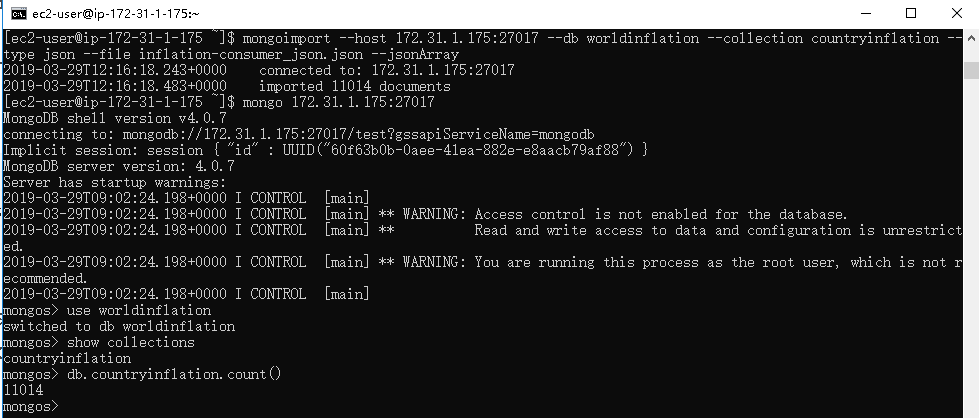 ec2-user@ip-172-31-1-175:~
[ec2-user@ip-172-31-1-175 ~]$ mongoimport --host 172.31.1.175:27017 --db worldinflation --collection countryinflation --
type json --file inflation-consumer_json.json --jsonArray
2019-03-29T12:16:18.243+0000    connected to: 172.31.1.175:27017
2019-03-29T12:16:18.483+0000    imported 11014 documents
[ec2-user@ip-172-31-1-175 ~]$ mongo 172.31.1.175:27017
MongoDB shell version v4.0.7
connecting to: mongodb://172.31.1.175:27017/test?gssapiServiceName=mongodb
Implicit session: session { "id" : UUID("60f63b0b-0aee-41ea-882e-e8aacb79af88") }
MongoDB server version: 4.0.7
Server has startup warnings:
2019-03-29T09:02:24.198+0000 I CONTROL  [main]
2019-03-29T09:02:24.198+0000 I CONTROL  [main] ** WARNING: Access control is not enabled for the database.
2019-03-29T09:02:24.198+0000 I CONTROL  [main] **          Read and write access to data and configuration is unrestrict
ed.
2019-03-29T09:02:24.198+0000 I CONTROL  [main] ** WARNING: You are running this process as the root user, which is not r
ecommended.
2019-03-29T09:02:24.198+0000 I CONTROL  [main]
mongos> use worldinflation
switched to db worldinflation
mongos> show collections
countryinflation
mongos> db.countryinflation.count()
11014
mongos>